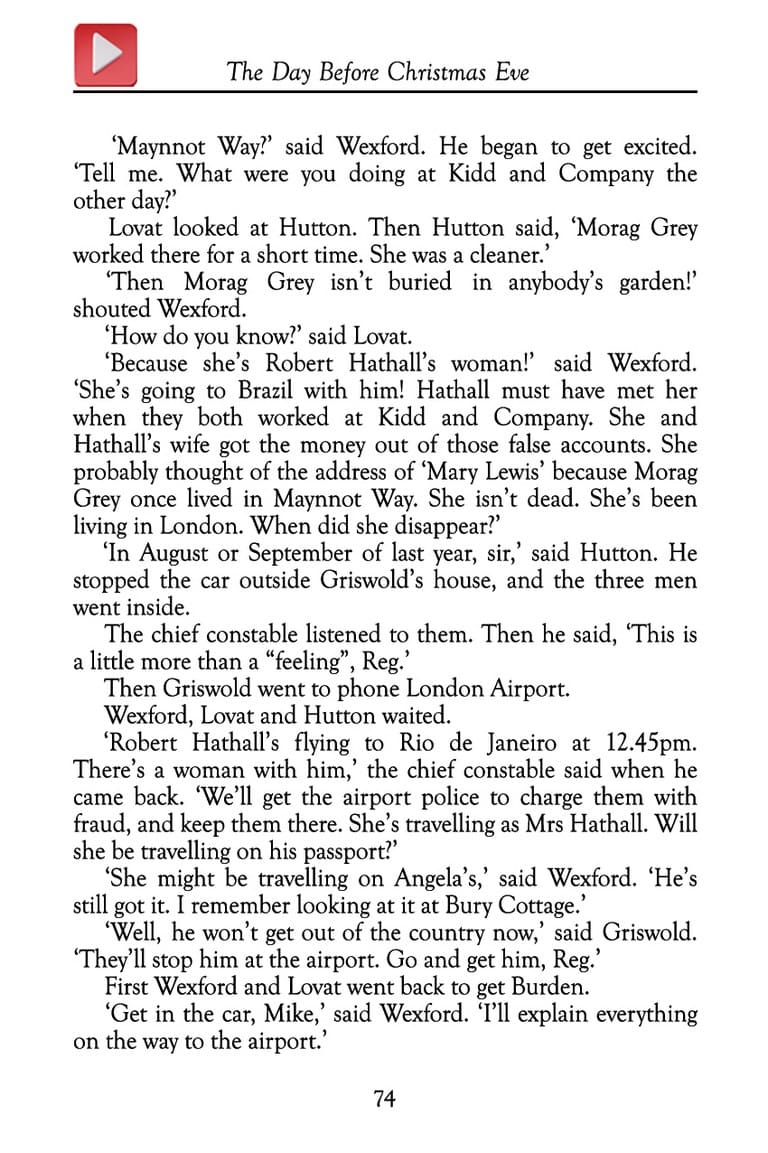 The Day Before Christmas Eve
‘Maynnot Way?’ said Wexford. He began to get excited.
‘Tell me. What were you doing at Kidd and Company the
other day?’
Lovat looked at Hutton. Then Hutton said, ‘Morag Grey
worked there for a short time. She was a cleaner.’
‘Then Morag Grey isn’t buried in anybody’s garden!’
shouted Wexford.
‘How do you know?’ said Lovat.
‘Because she’s Robert Hathall’s woman!’ said Wexford.
‘She’s going to Brazil with him! Hathall must have met her
when they both worked at Kidd and Company. She and
Hathall’s wife got the money out of those false accounts. She
probably thought of the address of ‘Mary Lewis’ because Morag
Grey once lived in Maynnot Way. She isn’t dead. She’s been
living in London. When did she disappear?’
‘In August or September of last year, sir,’ said Hutton. He
stopped the car outside Griswold’s house, and the three men
went inside.
The chief constable listened to them. Then he said, ‘This is
a little more than a “feeling”, Reg.’
Then Griswold went to phone London Airport.
Wexford, Lovat and Hutton waited.
‘Robert Hathall’s flying to Rio de Janeiro at 12.45pm.
There’s a woman with him,’ the chief constable said when he
came back. ‘We’ll get the airport police to charge them with
fraud, and keep them there. She’s travelling as Mrs Hathall. Will
she be travelling on his passport?’
‘She might be travelling on Angela’s,’ said Wexford. ‘He’s
still got it. I remember looking at it at Bury Cottage.’
‘Well, he won’t get out of the country now,’ said Griswold.
‘They’ll stop him at the airport. Go and get him, Reg.’
First Wexford and Lovat went back to get Burden.
‘Get in the car, Mike,’ said Wexford. ‘I’ll explain everything
on the way to the airport.’
74